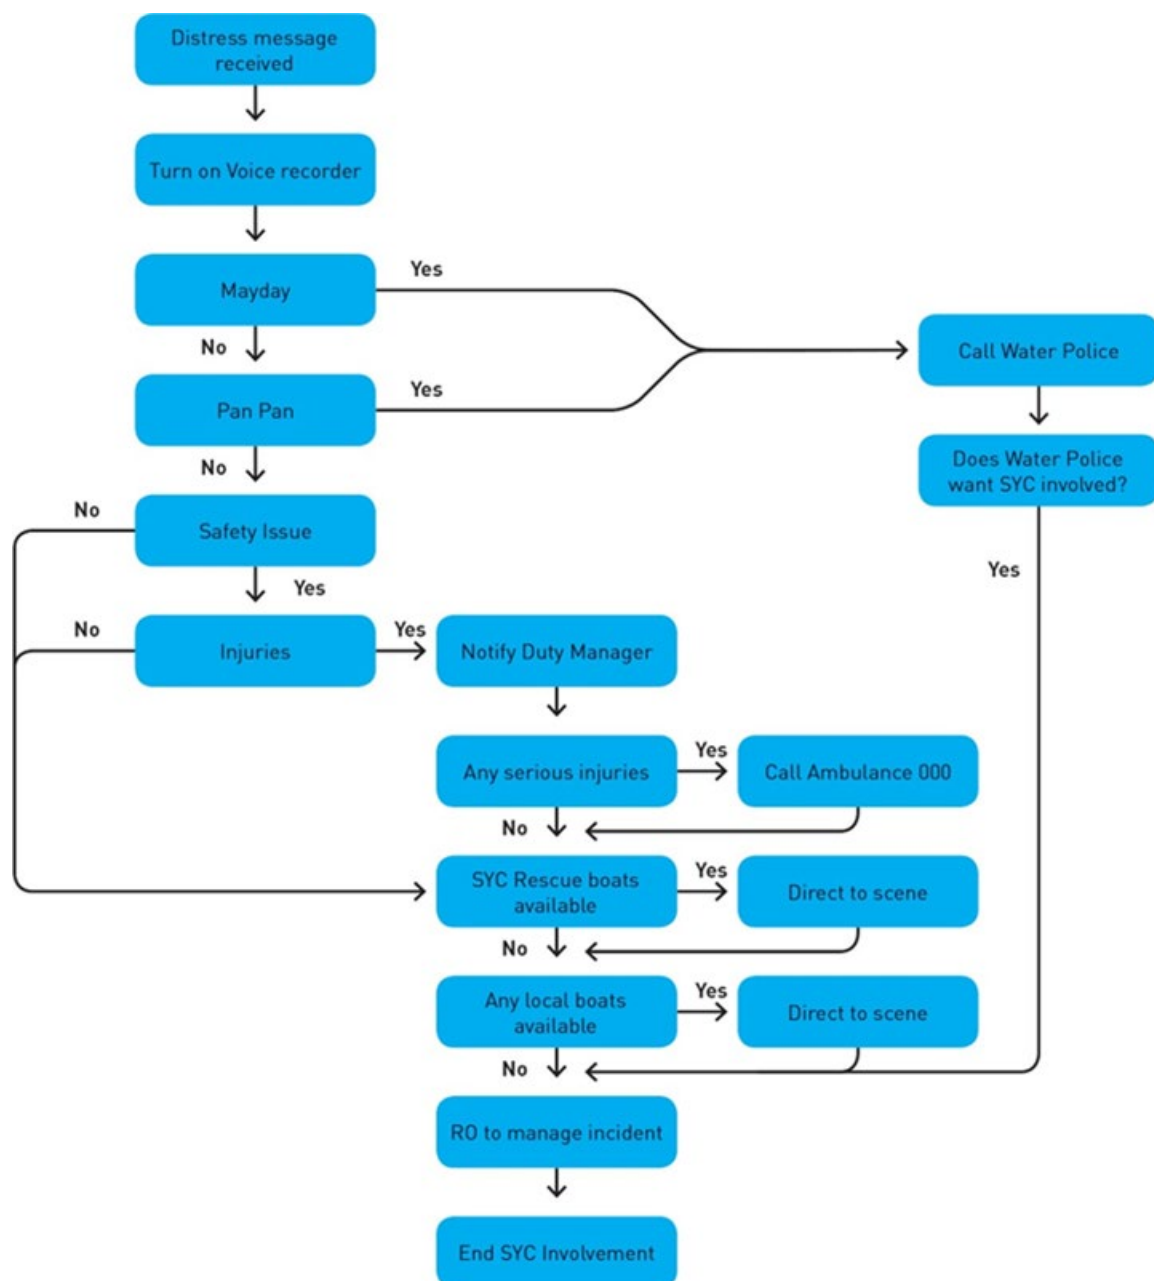 Distress message
received
Turn on Voice recorder
Mayday
Yes
No
Call Water Police
Pan Pan
Yes
No
Does Water Police
want SYC involved?
No
Safety Issue
Yes
Yes
No
Injuries
Yes
Notify Duty Manager
Any serious injuries
Yes
Call Ambulance 000
No
SYC Rescue boats
available
Yes
Direct to scene
No
Any local boats
available
Yes
Direct to scene
No
RO to manage incident
End SYC Involvement